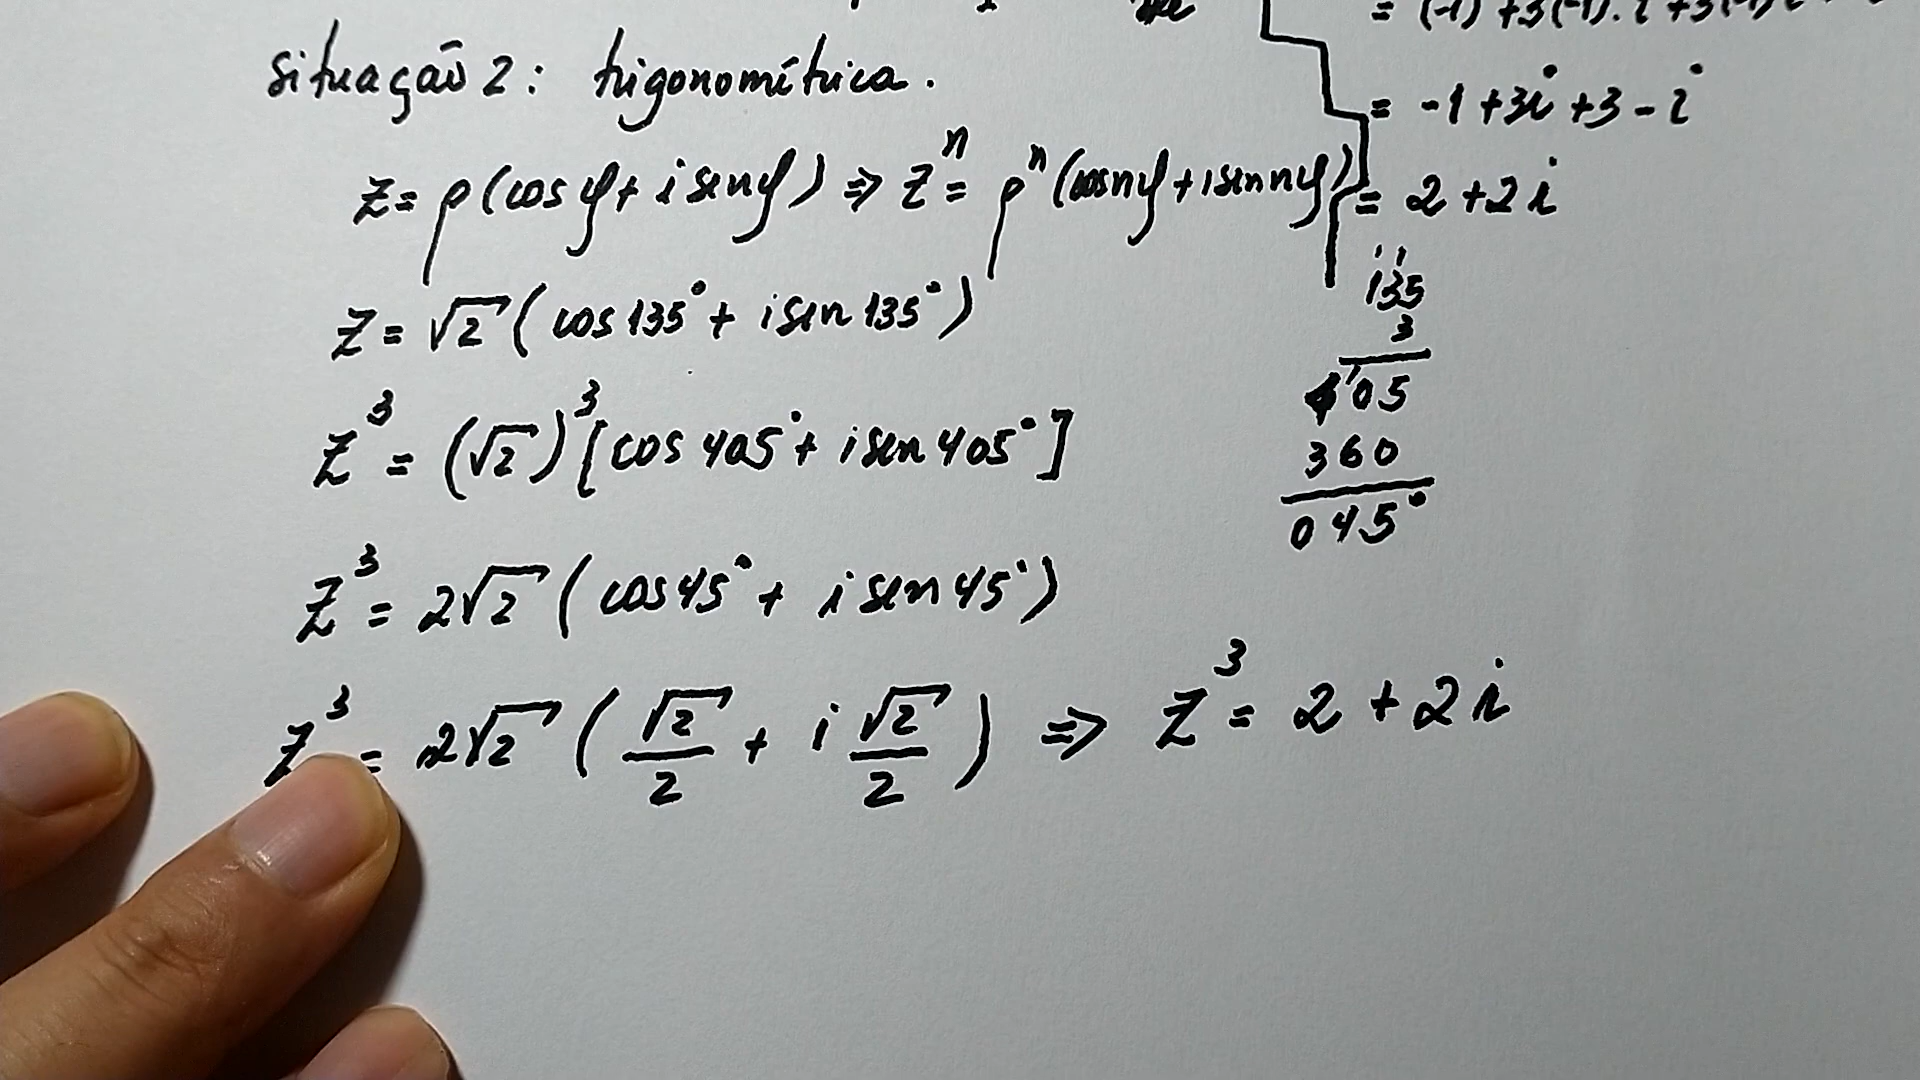 situação 2: trigonométrica.
z = ρ(cos φ + i sen φ) ⇒ zⁿ = ρⁿ(cos nφ + i sen nφ)
z = √2 (cos 135° + i sen 135°)
z³ = (√2)³ [cos 405° + i sen 405°]
z³ = 2√2 (cos 45° + i sen 45°)
z³ = 2√2 (√2/2 + i √2/2) ⇒ z³ = 2 + 2i
= -1 + 3i + 3 - i
= 2 + 2i
135
3
405
360
045°